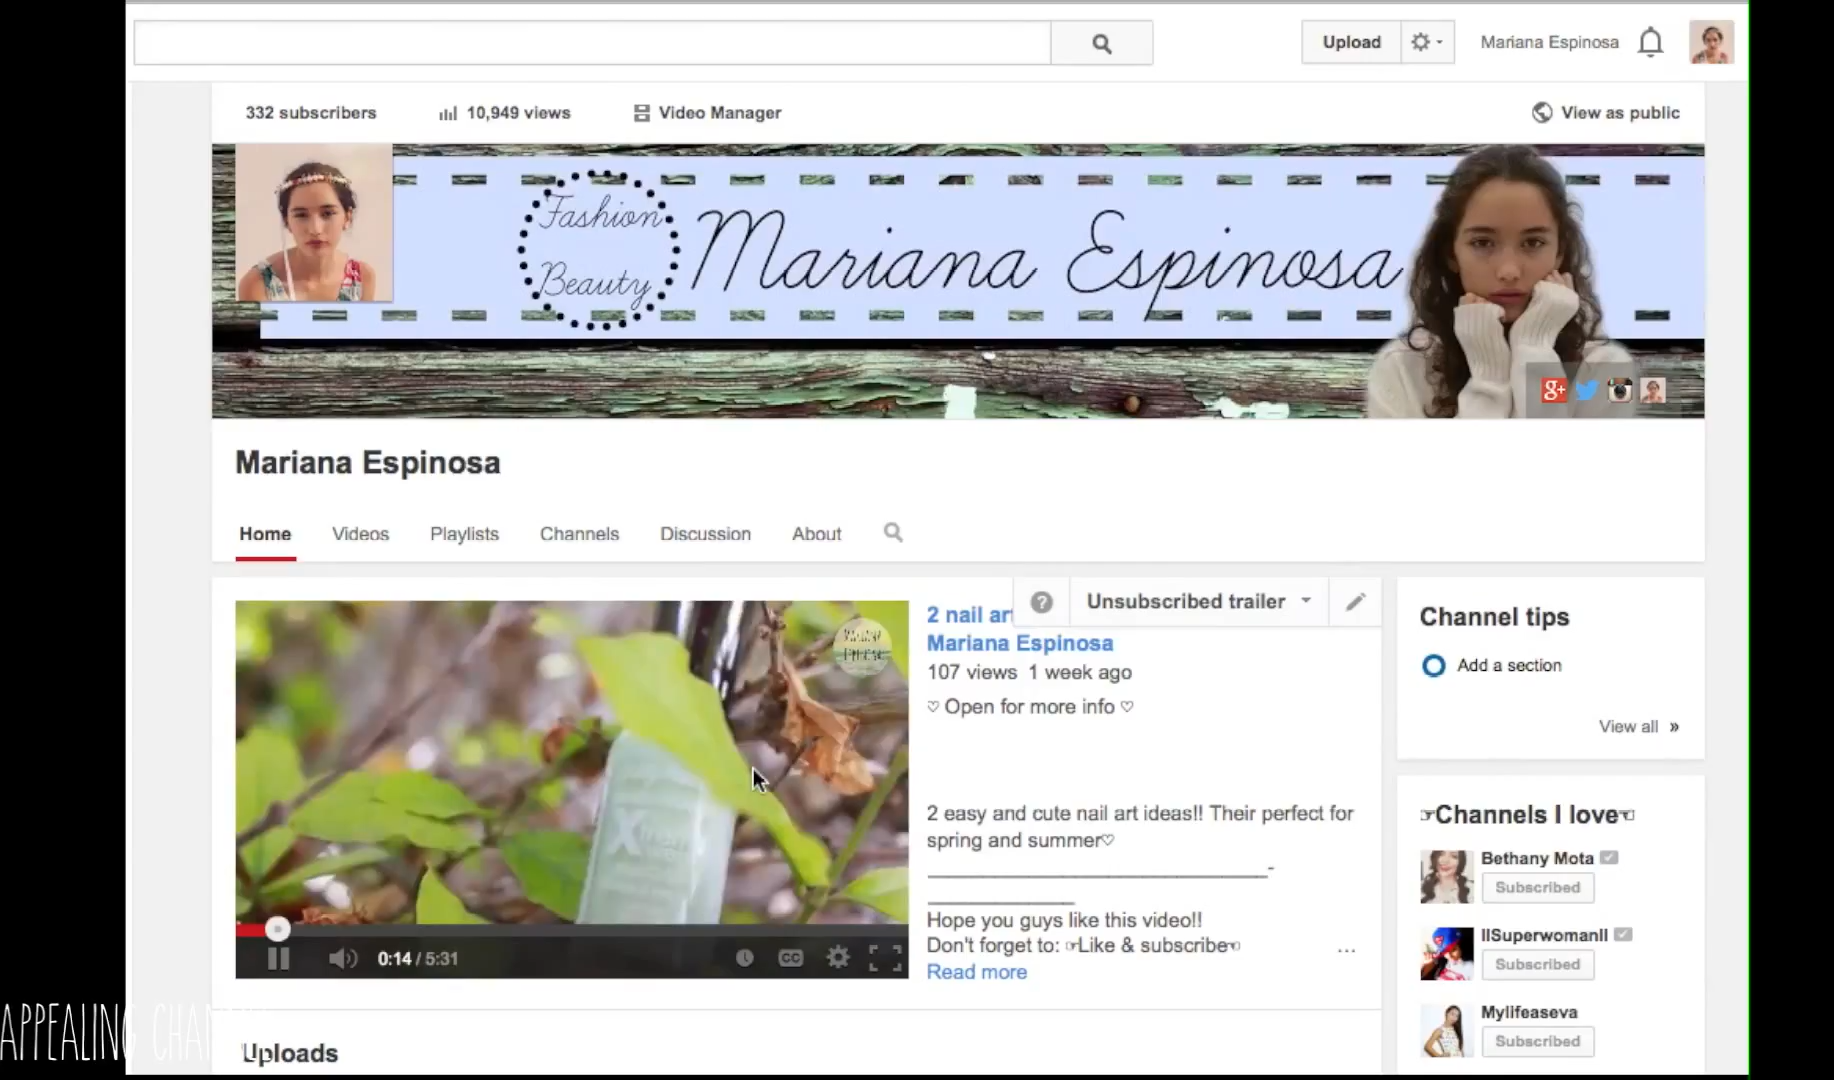 Upload
Mariana Espinosa
332 subscribers
10,949 views
Video Manager
View as public
Fashion
Beauty
Mariana Espinosa
g+
Mariana Espinosa
Home
Videos
Playlists
Channels
Discussion
About
2 nail art
Mariana Espinosa
107 views 1 week ago
♡ Open for more info ♡
2 easy and cute nail art ideas!! Their perfect for
spring and summer♡
Hope you guys like this video!!
Don't forget to: ☞Like & subscribe☜
...
Read more
? Unsubscribed trailer
0:14 / 5:31
CC
Channel tips
Add a section
View all »
☞Channels I love☜
Bethany Mota
Subscribed
IISuperwomanII
Subscribed
Mylifeaseva
Subscribed
APPEALING CHAN
Uploads